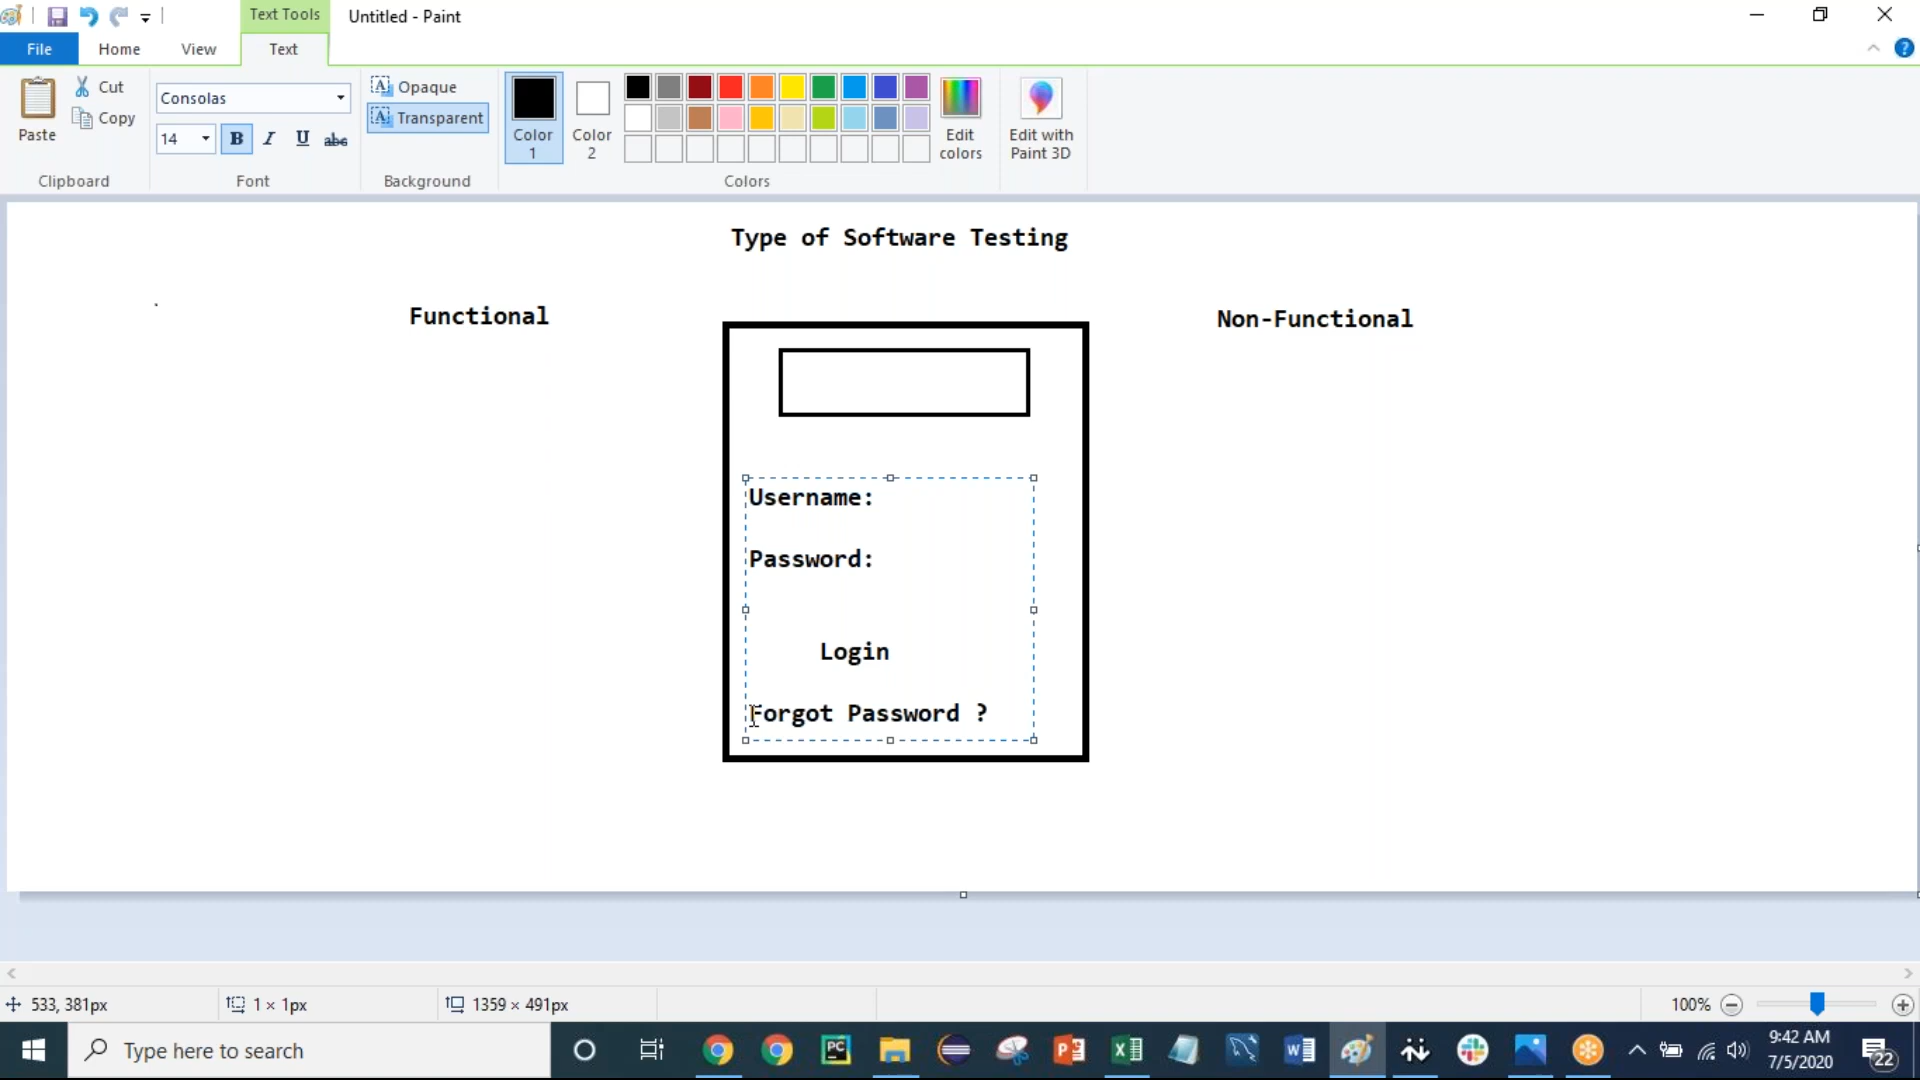 Text Tools
Untitled - Paint
File
Home
View
Text
Paste
Cut
Copy
Clipboard
Consolas
14
B
I
U
abc
Font
Opaque
Transparent
Background
Color 1
Color 2
Edit colors
Colors
Edit with Paint 3D
Type of Software Testing
Functional
Non-Functional
Username:
Password:
Login
Forgot Password ?
533, 381px
1 × 1px
1359 × 491px
100%
Type here to search
9:42 AM
7/5/2020
22